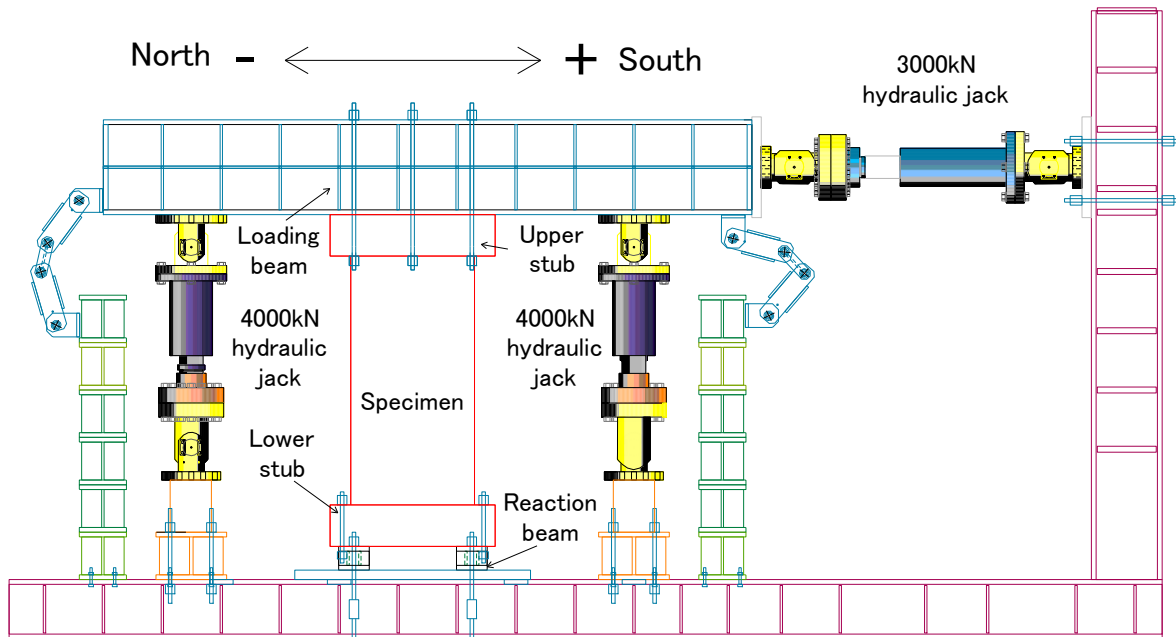 North - + South
3000kN
hydraulic jack
Loading
beam
Upper
stub
4000kN
hydraulic
jack
4000kN
hydraulic
jack
Specimen
Lower
stub
Reaction
beam